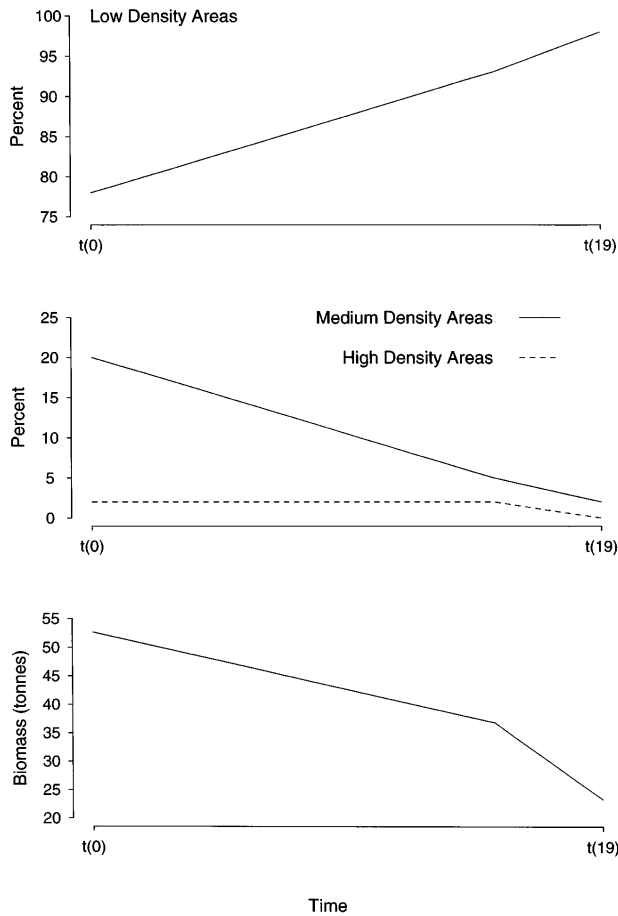 Low Density Areas
Percent
100
95
90
85
80
75
t(0) t(19)
Medium Density Areas
High Density Areas
Percent
25
20
15
10
5
0
t(0) t(19)
Biomass (tonnes)
55
50
45
40
35
30
25
20
t(0) t(19)
Time